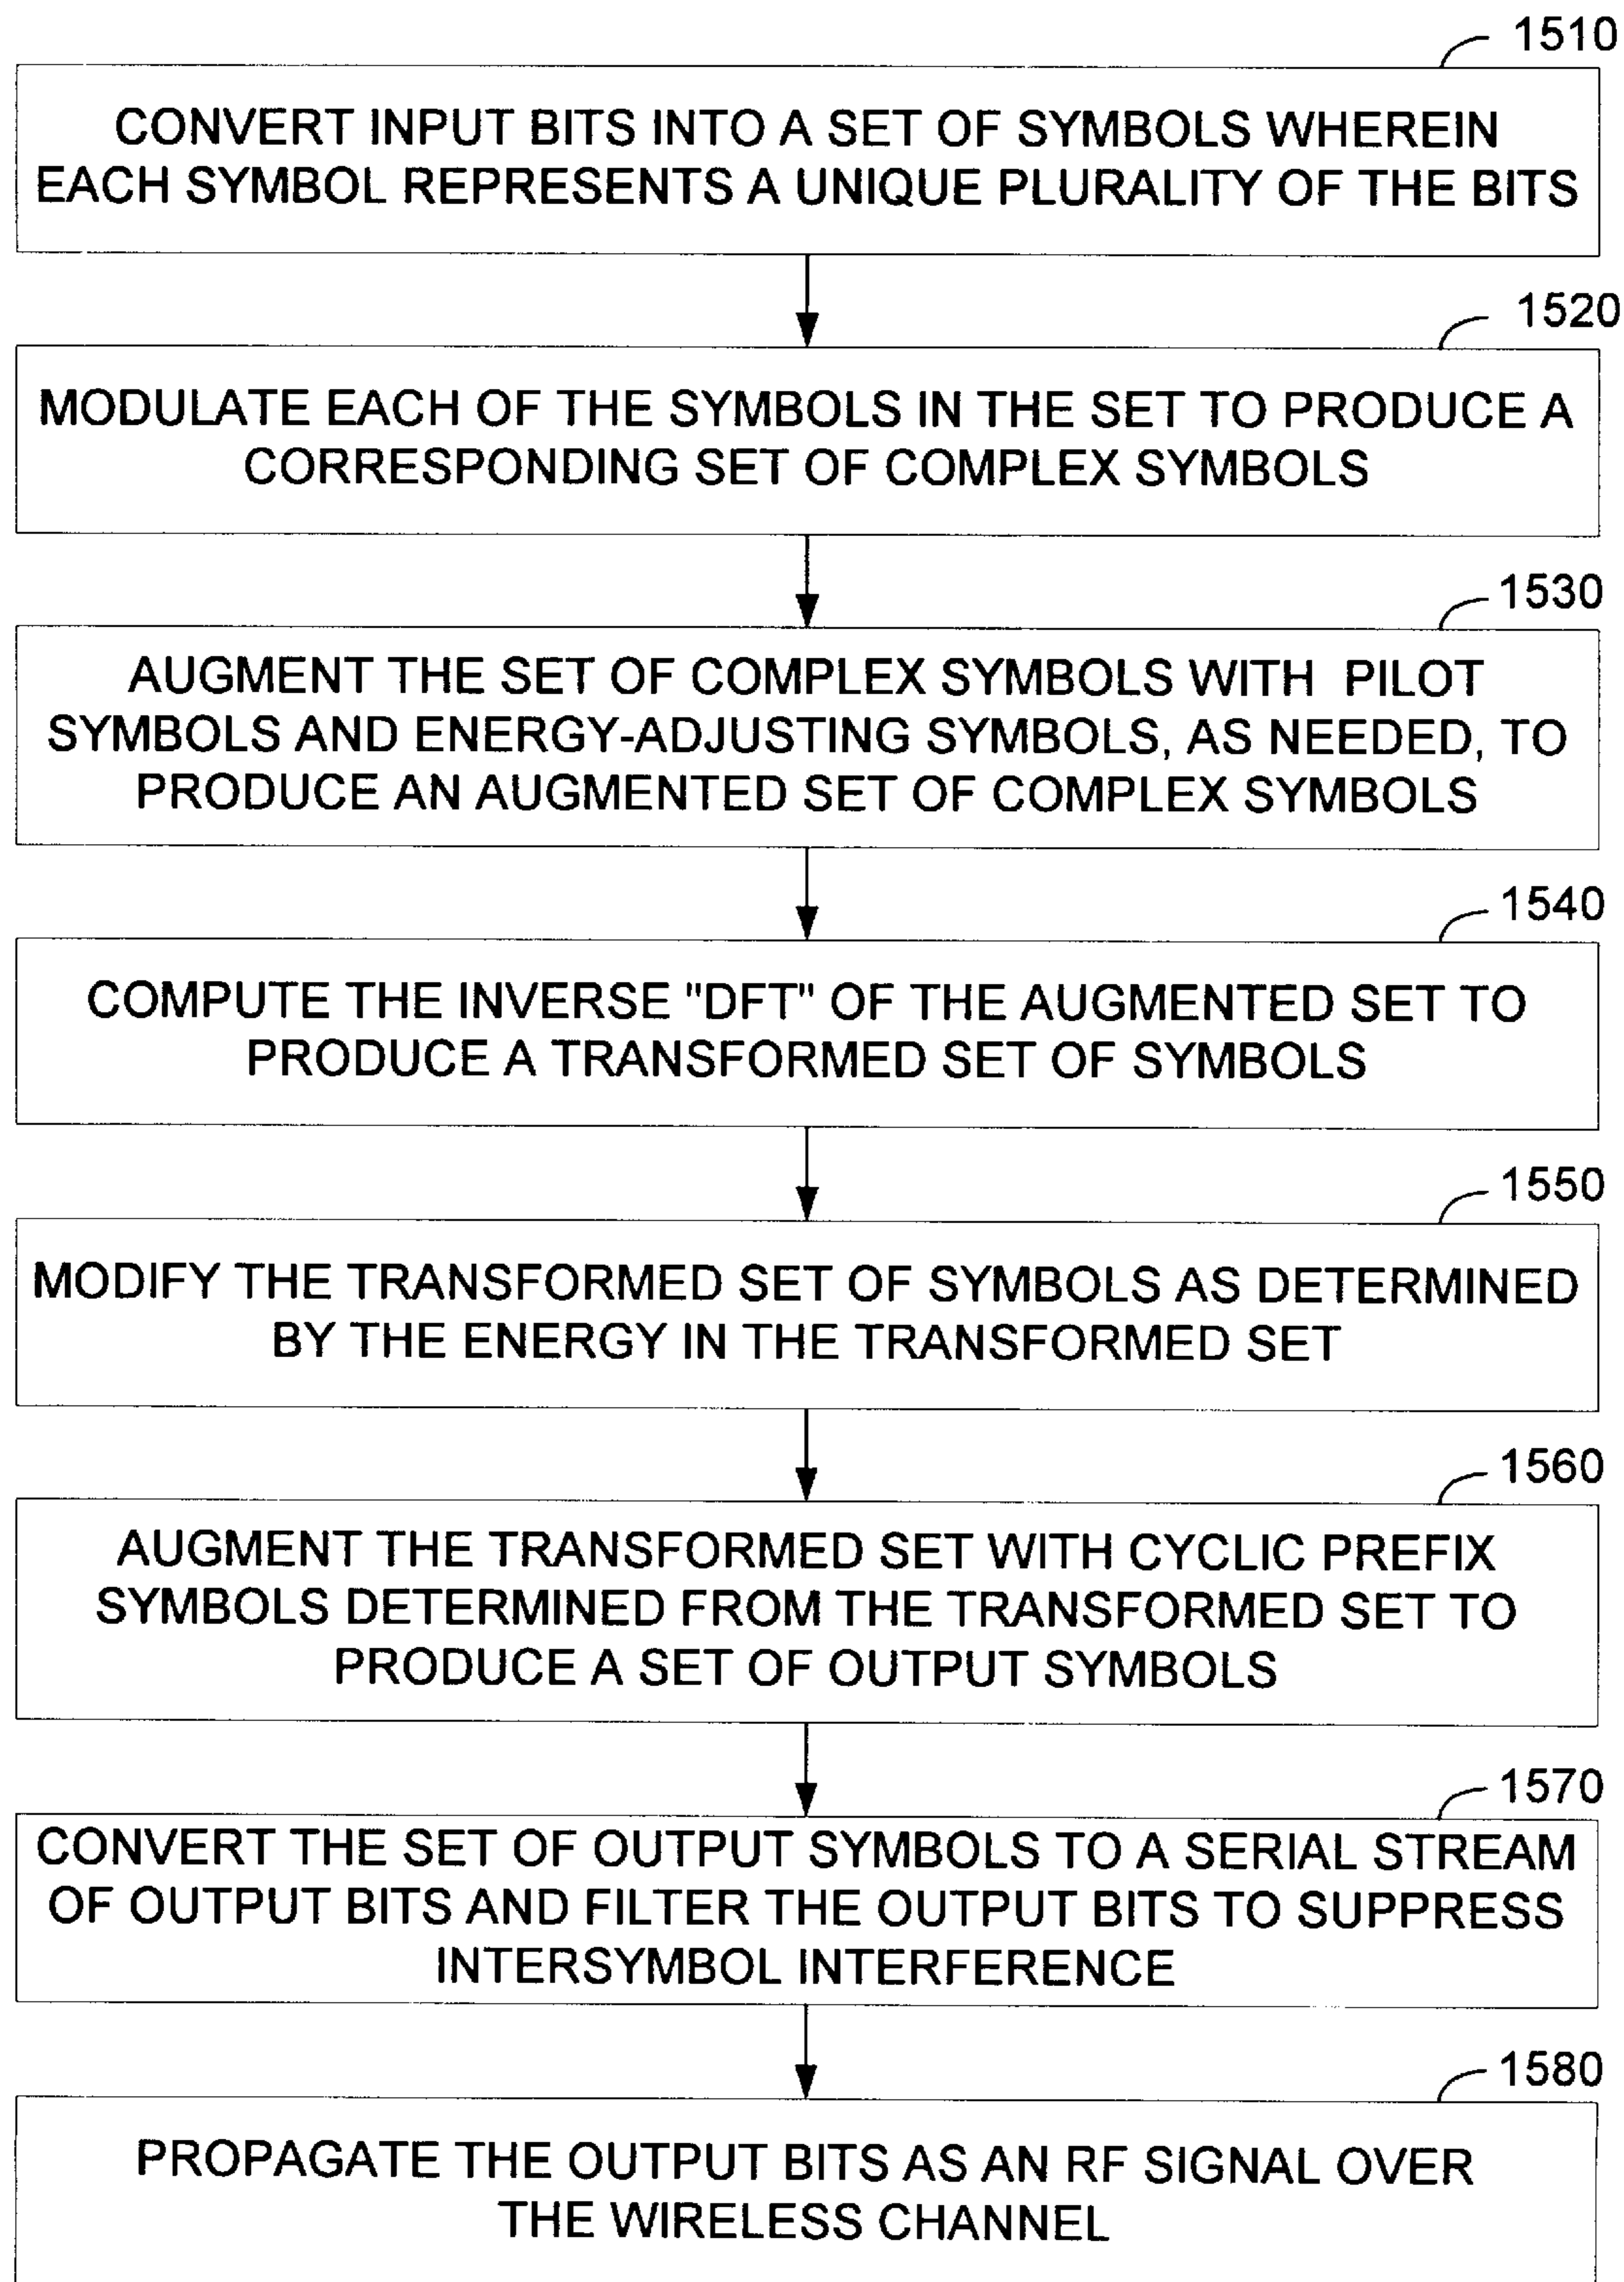 1510
CONVERT INPUT BITS INTO A SET OF SYMBOLS WHEREIN
EACH SYMBOL REPRESENTS A UNIQUE PLURALITY OF THE BITS
1520
MODULATE EACH OF THE SYMBOLS IN THE SET TO PRODUCE A
CORRESPONDING SET OF COMPLEX SYMBOLS
1530
AUGMENT THE SET OF COMPLEX SYMBOLS WITH PILOT
SYMBOLS AND ENERGY-ADJUSTING SYMBOLS, AS NEEDED, TO
PRODUCE AN AUGMENTED SET OF COMPLEX SYMBOLS
1540
COMPUTE THE INVERSE "DFT" OF THE AUGMENTED SET TO
PRODUCE A TRANSFORMED SET OF SYMBOLS
1550
MODIFY THE TRANSFORMED SET OF SYMBOLS AS DETERMINED
BY THE ENERGY IN THE TRANSFORMED SET
1560
AUGMENT THE TRANSFORMED SET WITH CYCLIC PREFIX
SYMBOLS DETERMINED FROM THE TRANSFORMED SET TO
PRODUCE A SET OF OUTPUT SYMBOLS
1570
CONVERT THE SET OF OUTPUT SYMBOLS TO A SERIAL STREAM
OF OUTPUT BITS AND FILTER THE OUTPUT BITS TO SUPPRESS
INTERSYMBOL INTERFERENCE
1580
PROPAGATE THE OUTPUT BITS AS AN RF SIGNAL OVER
THE WIRELESS CHANNEL